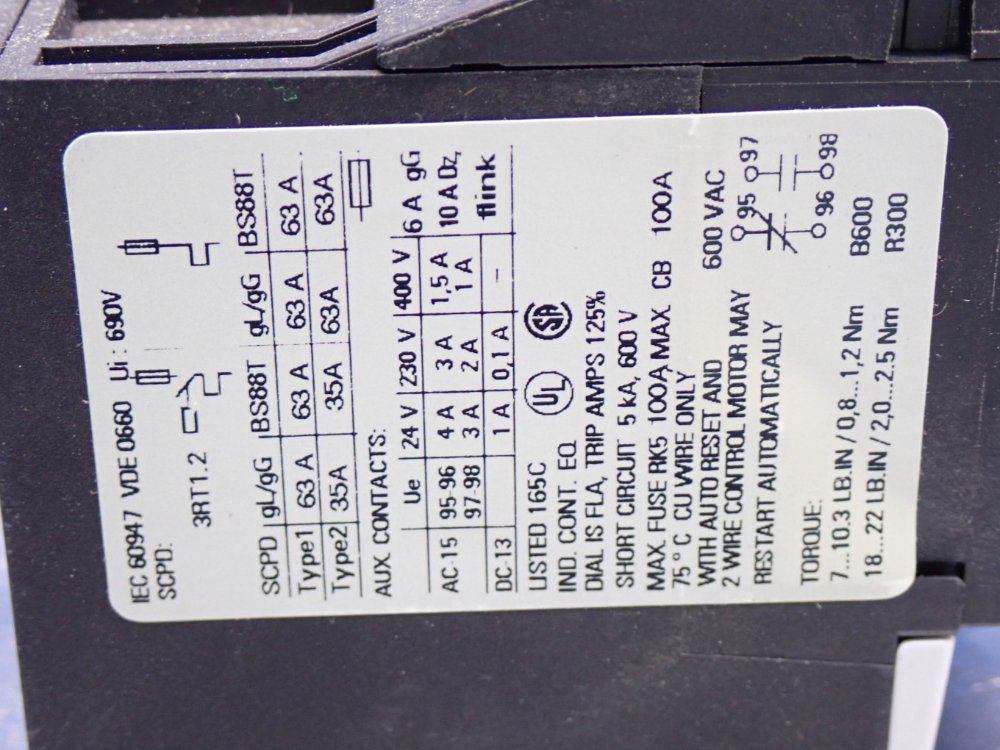 IEC 60947 VDE 0660 Ui : 690V
SCPD:
3RT1.2
SCPD gL/gG BS88T gL/gG BS88T
Type1 63 A 63 A 63 A 63 A
Type2 35A 35A 63A 63A
AUX CONTACTS:
Ue 24 V 230 V 400 V 6 A gG
AC-15 95-96 4 A 3 A 1,5 A 10 A Dz,
97-98 3 A 2 A 1 A flink
DC-13 1 A 0,1 A -
LISTED 165C UL SA
IND. CONT. EQ.
DIAL IS FLA, TRIP AMPS 125%
SHORT CIRCUIT 5 kA, 600 V
MAX. FUSE RK5 100A, MAX. CB 100A
75° C CU WIRE ONLY
WITH AUTO RESET AND 600 VAC
2 WIRE CONTROL MOTOR MAY 95 97
RESTART AUTOMATICALLY 96 98
TORQUE:
7...10.3 LB.IN / 0,8...1,2 Nm B600
18...22 LB.IN / 2,0...2.5 Nm R300